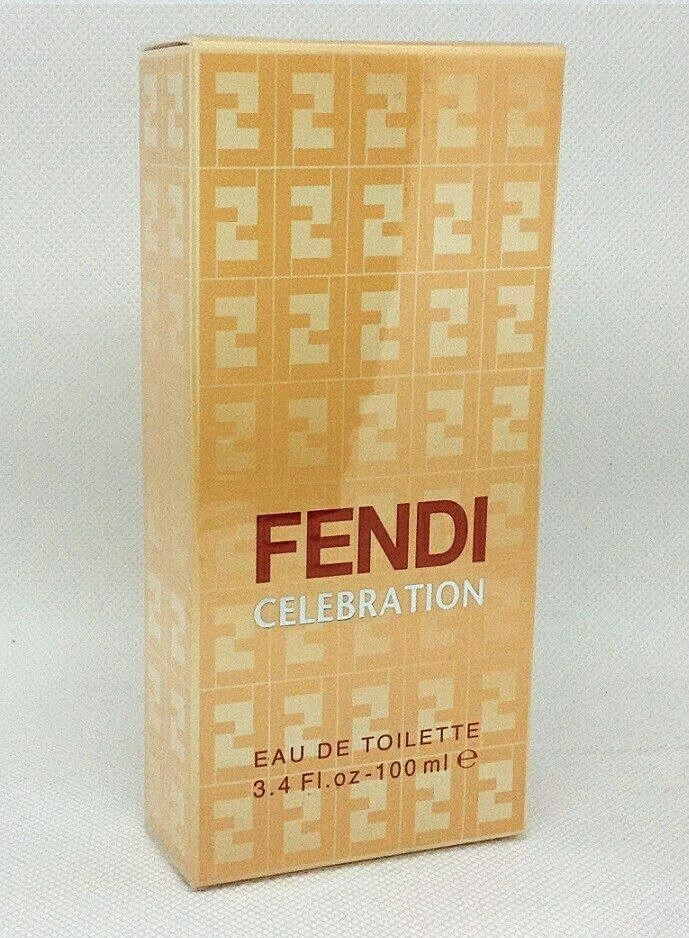 FENDI
CELEBRATION
EAU DE TOILETTE
3.4 Fl.oz-100 ml ℮